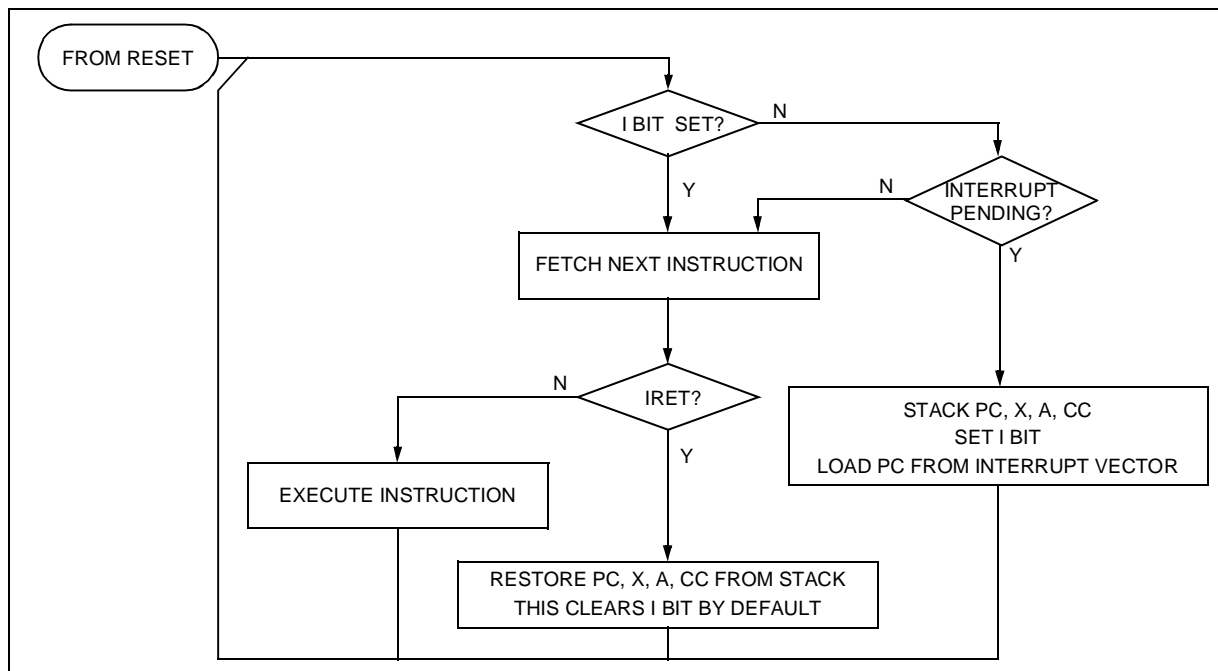 FROM RESET
I BIT SET?
N
Y
N
INTERRUPT
PENDING?
Y
FETCH NEXT INSTRUCTION
N
IRET?
Y
STACK PC, X, A, CC
SET I BIT
LOAD PC FROM INTERRUPT VECTOR
EXECUTE INSTRUCTION
RESTORE PC, X, A, CC FROM STACK
THIS CLEARS I BIT BY DEFAULT